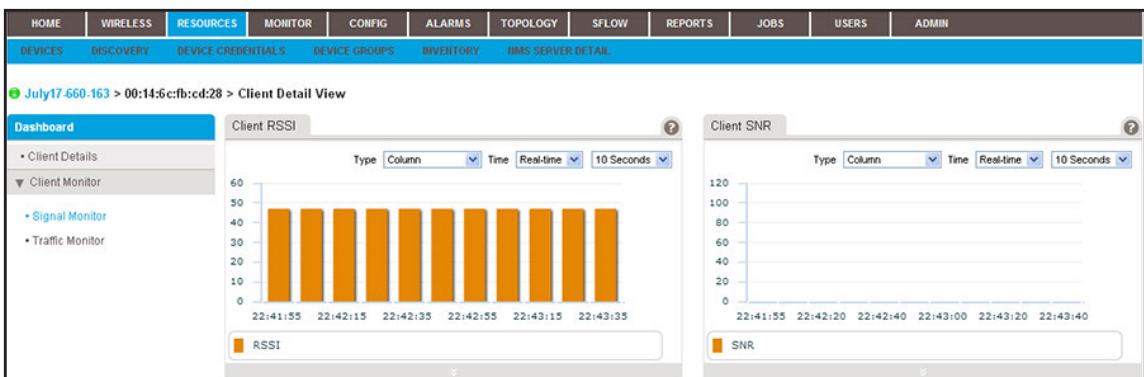 HOME WIRELESS RESOURCES MONITOR CONFIG ALARMS TOPOLOGY SFLOW REPORTS JOBS USERS ADMIN
DEVICES DISCOVERY DEVICE CREDENTIALS DEVICE GROUPS INVENTORY NMS SERVER DETAIL
July17-660-163 > 00:14:6c:fb:cd:28 > Client Detail View
Dashboard
• Client Details
▼ Client Monitor
• Signal Monitor
• Traffic Monitor
Client RSSI ?
Type Column Time Real-time 10 Seconds
60
50
40
30
20
10
0
22:41:55 22:42:15 22:42:35 22:42:55 22:43:15 22:43:35
RSSI
Client SNR ?
Type Column Time Real-time 10 Seconds
120
100
80
60
40
20
0
22:41:55 22:42:20 22:42:40 22:43:00 22:43:20 22:43:40
SNR